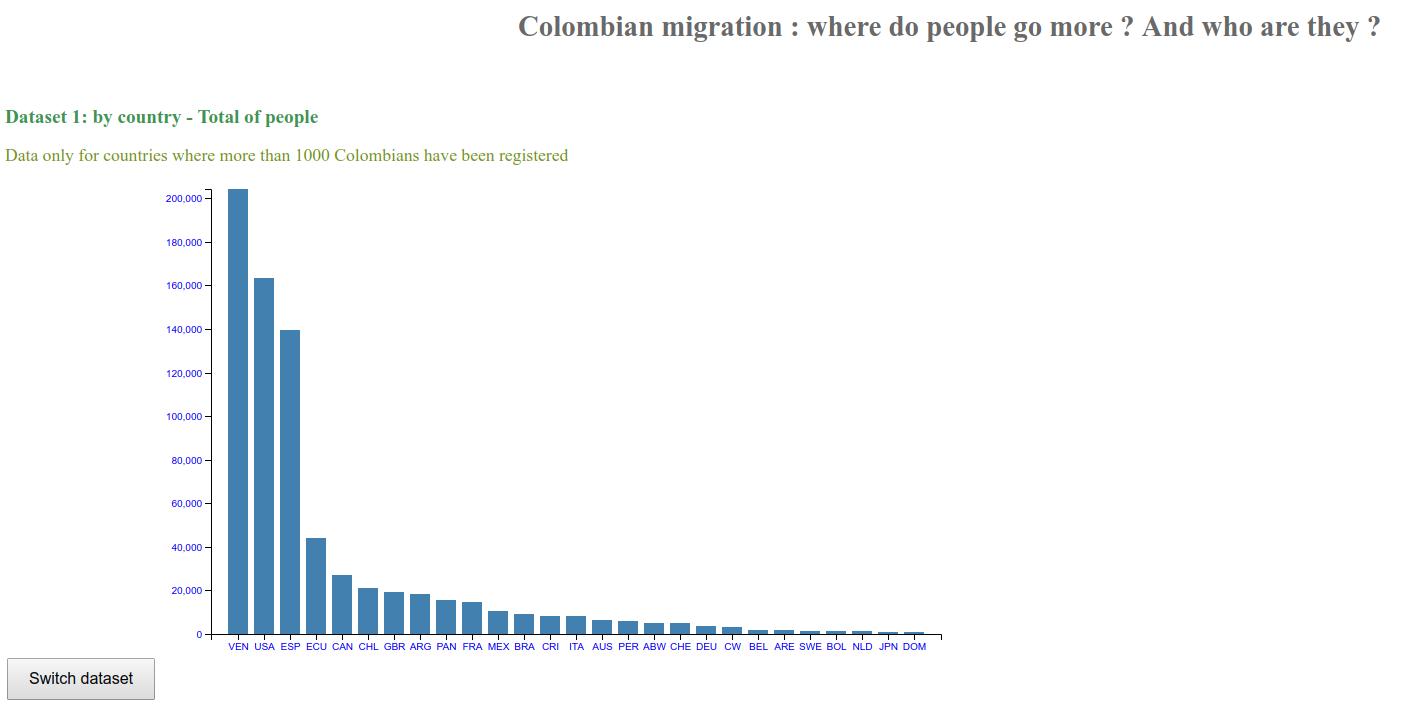 Colombian migration : where do people go more ? And who are they ?
Dataset 1: by country - Total of people
Data only for countries where more than 1000 Colombians have been registered
200,000
180,000
160,000
140,000
120,000
100,000
80,000
60,000
40,000
20,000
0
VEN USA ESP ECU CAN CHL GBR ARG PAN FRA MEX BRA CRI ITA AUS PER ABW CHE DEU CW BEL ARE SWE BOL NLD JPN DOM
Switch dataset